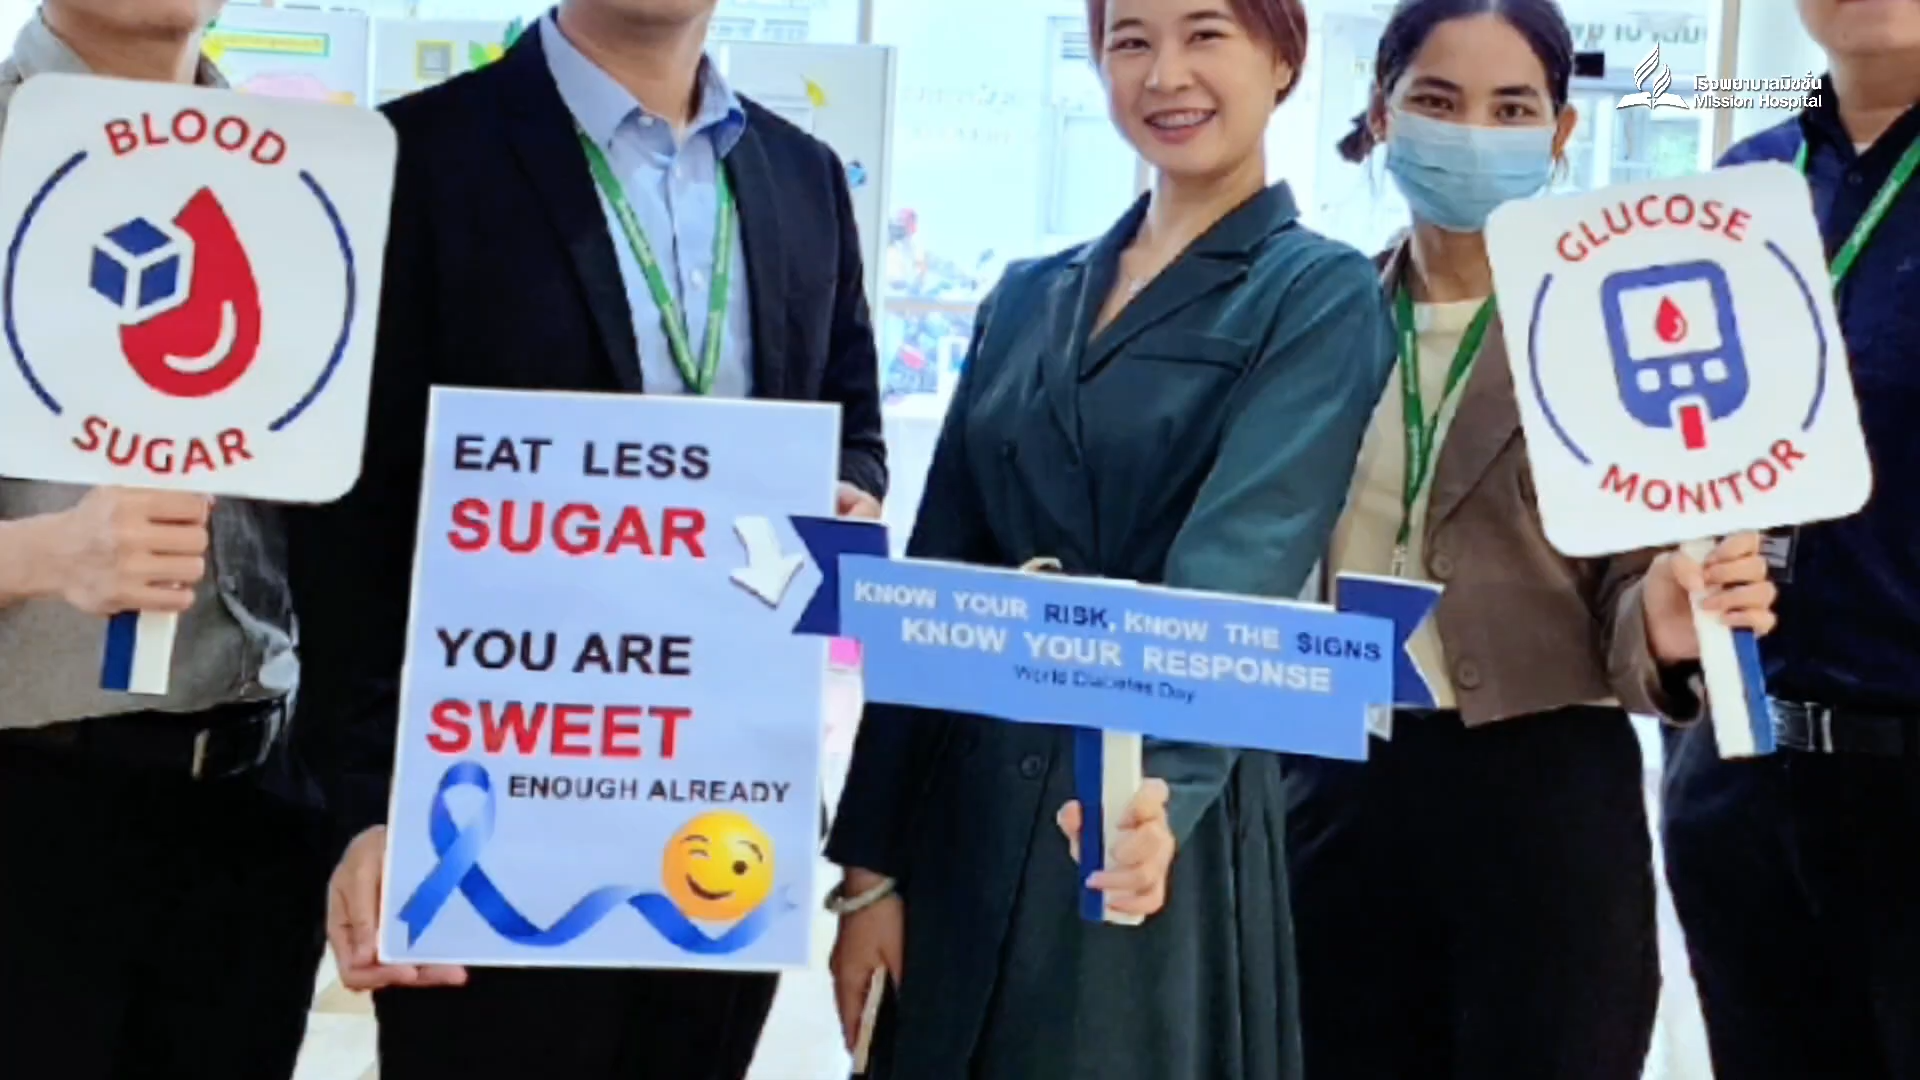 BLOOD
SUGAR
EAT LESS
SUGAR
YOU ARE
SWEET
ENOUGH ALREADY
KNOW YOUR RISK, KNOW THE SIGNS
KNOW YOUR RESPONSE
World Diabetes Day
GLUCOSE
MONITOR
โรงพยาบาลมิชชั่น
Mission Hospital